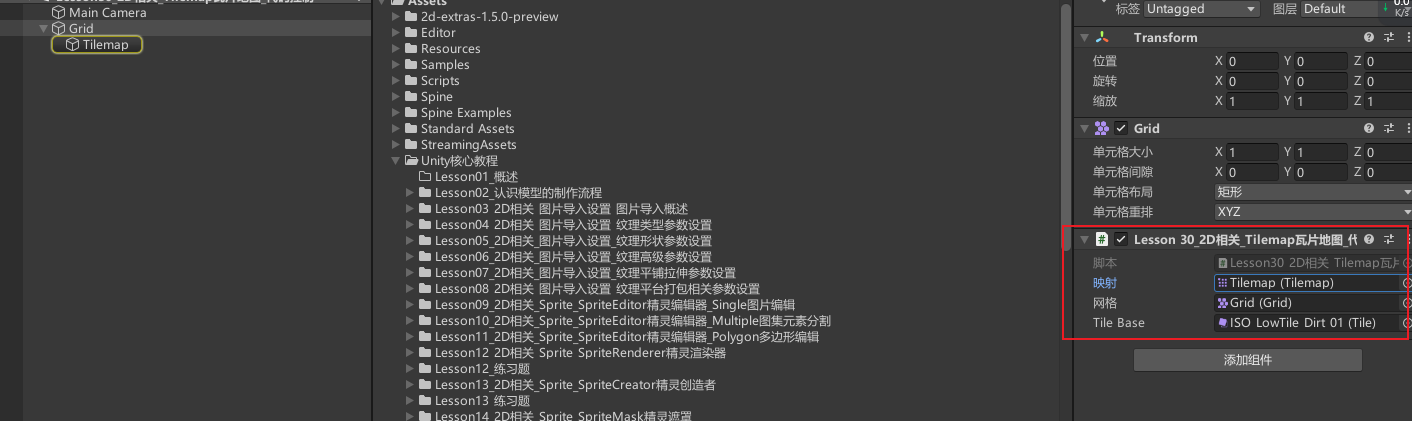 Main Camera
Grid
Tilemap
Assets
2d-extras-1.5.0-preview
Editor
Resources
Samples
Scripts
Spine
Spine Examples
Standard Assets
StreamingAssets
Unity核心教程
Lesson01_概述
Lesson02_认识模型的制作流程
Lesson03_2D相关_图片导入设置_图片导入概述
Lesson04_2D相关_图片导入设置_纹理类型参数设置
Lesson05_2D相关_图片导入设置_纹理形状参数设置
Lesson06_2D相关_图片导入设置_纹理高级参数设置
Lesson07_2D相关_图片导入设置_纹理平铺拉伸参数设置
Lesson08_2D相关_图片导入设置_纹理平台打包相关参数设置
Lesson09_2D相关_Sprite_SpriteEditor精灵编辑器_Single图片编辑
Lesson10_2D相关_Sprite_SpriteEditor精灵编辑器_Multiple图集元素分割
Lesson11_2D相关_Sprite_SpriteEditor精灵编辑器_Polygon多边形编辑
Lesson12_2D相关_Sprite_SpriteRenderer精灵渲染器
Lesson12_练习题
Lesson13_2D相关_Sprite_SpriteCreator精灵创造者
Lesson13_练习题
Lesson14_2D相关_Sprite_SpriteMask精灵遮罩
标签 Untagged 图层 Default 0.0
K/s
Transform
位置 X 0 Y 0 Z 0
旋转 X 0 Y 0 Z 0
缩放 X 1 Y 1 Z 1
Grid
单元格大小 X 1 Y 1 Z 0
单元格间隙 X 0 Y 0 Z 0
单元格布局 矩形
单元格重排 XYZ
# Lesson 30_2D相关_Tilemap瓦片地图_代
脚本 Lesson30_2D相关_Tilemap瓦片
映射 Tilemap (Tilemap)
网格 Grid (Grid)
Tile Base ISO_LowTile_Dirt_01 (Tile)
添加组件